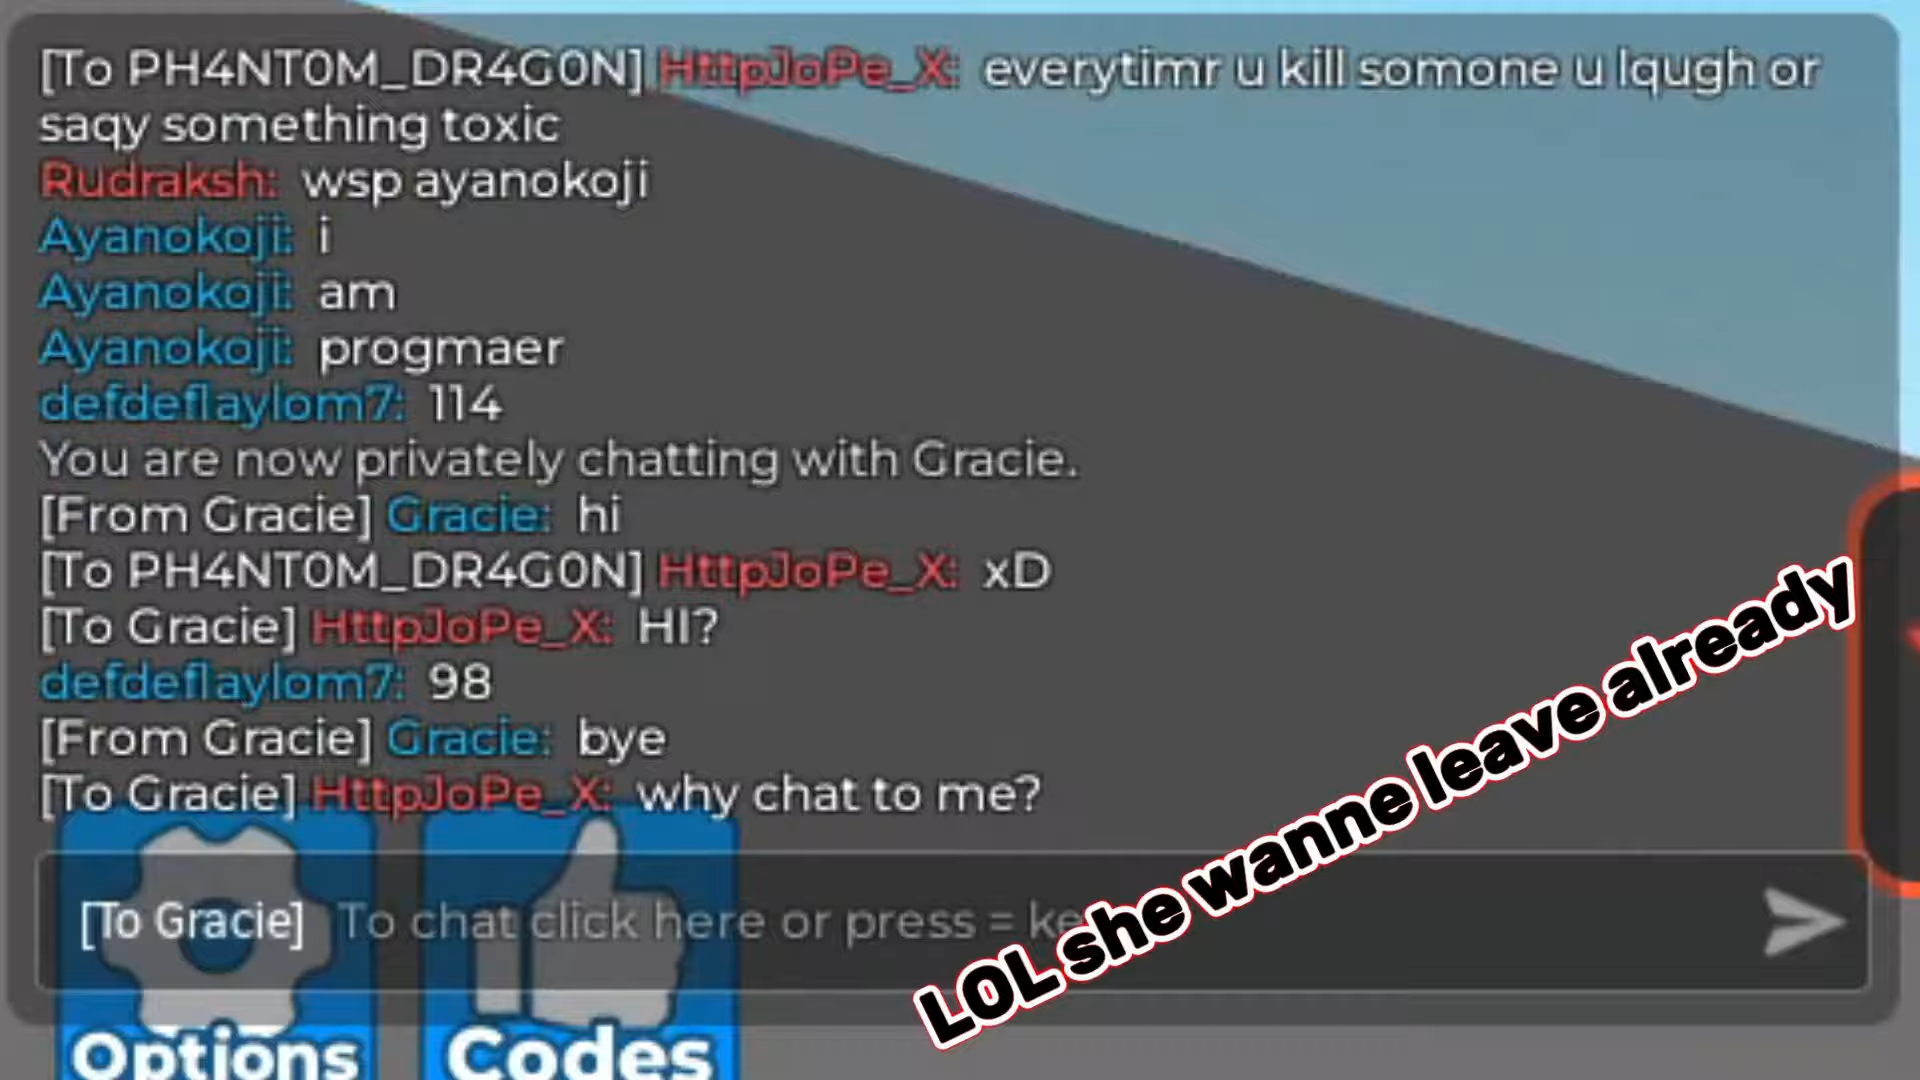 [To PH4NT0M_DR4G0N] HttpJoPe_X: everytimr u kill somone u lqugh or
saqy something toxic
Rudraksh: wsp ayanokoji
Ayanokoji: i
Ayanokoji: am
Ayanokoji: progmaer
defdeflaylom7: 114
You are now privately chatting with Gracie.
[From Gracie] Gracie: hi
[To PH4NT0M_DR4G0N] HttpJoPe_X: xD
[To Gracie] HttpJoPe_X: HI?
defdeflaylom7: 98
[From Gracie] Gracie: bye
[To Gracie] HttpJoPe_X: why chat to me?
[To Gracie] To chat click here or press = ke
LOL she wanne leave already
Options
Codes